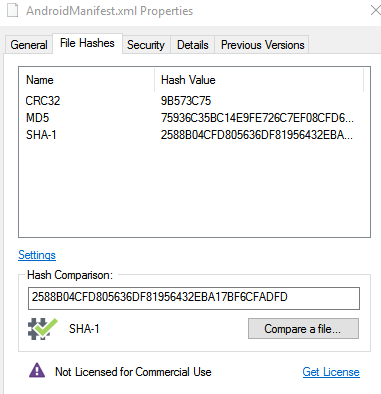 AndroidManifest.xml Properties
General File Hashes Security Details Previous Versions
Name Hash Value
CRC32 9B573C75
MD5 75936C35BC14E9FE726C7EF08CFD6...
SHA-1 2588B04CFD805636DF81956432EBA...
Settings
Hash Comparison:
2588B04CFD805636DF81956432EBA17BF6CFADFD
SHA-1 Compare a file...
Not Licensed for Commercial Use Get License